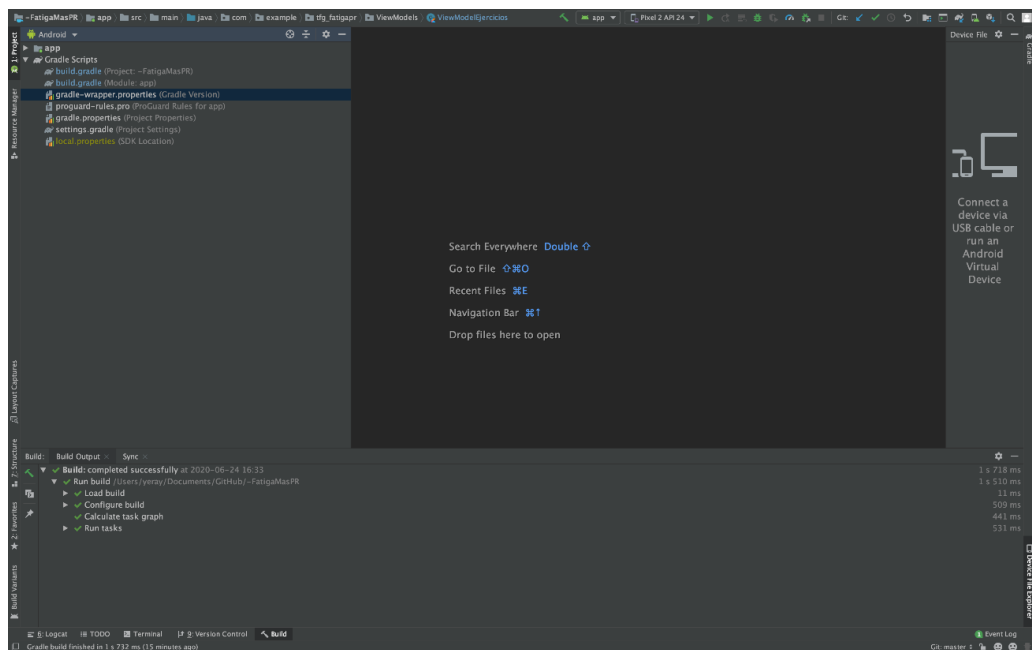 ~FatigaMasPR app src main java com example tfg_fatigapr ViewModels ViewModelEjercicios app Pixel 2 API 24 Git:
Android
Device File
1: Project
Resource Manager
Layout Captures
7: Structure
2: Favorites
Build Variants
Gradle
Device File Explorer
app
Gradle Scripts
build.gradle (Project: ~FatigaMasPR)
build.gradle (Module: app)
gradle-wrapper.properties (Gradle Version)
proguard-rules.pro (ProGuard Rules for app)
gradle.properties (Project Properties)
settings.gradle (Project Settings)
local.properties (SDK Location)
Search Everywhere Double ⇧
Go to File ⇧⌘O
Recent Files ⌘E
Navigation Bar ⌘↑
Drop files here to open
Connect a
device via
USB cable or
run an
Android
Virtual
Device
Build: Build Output × Sync ×
Build: completed successfully at 2020-06-24 16:33 1 s 718 ms
Run build /Users/yeray/Documents/GitHub/~FatigaMasPR 1 s 510 ms
Load build 11 ms
Configure build 509 ms
Calculate task graph 441 ms
Run tasks 531 ms
6: Logcat TODO Terminal 9: Version Control Build 1 Event Log
Gradle build finished in 1 s 732 ms (15 minutes ago) Git: master